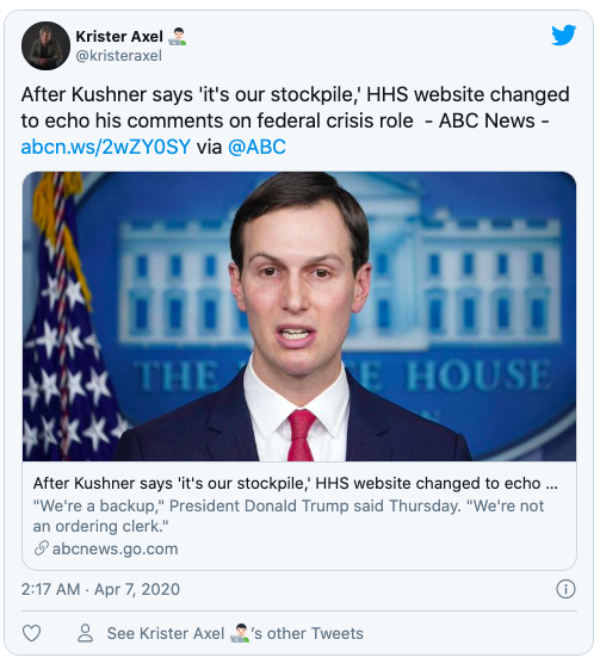 Krister Axel 👨🏻‍💻
@kristeraxel
After Kushner says 'it's our stockpile,' HHS website changed
to echo his comments on federal crisis role - ABC News -
abcn.ws/2wZY0SY via @ABC
THE E HOUSE
After Kushner says 'it's our stockpile,' HHS website changed to echo ...
"We're a backup," President Donald Trump said Thursday. "We're not
an ordering clerk."
abcnews.go.com
2:17 AM · Apr 7, 2020
See Krister Axel 👨🏻‍💻's other Tweets